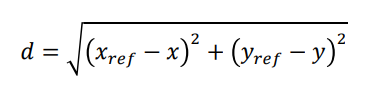 d = √((x_ref − x)² + (y_ref − y)²)